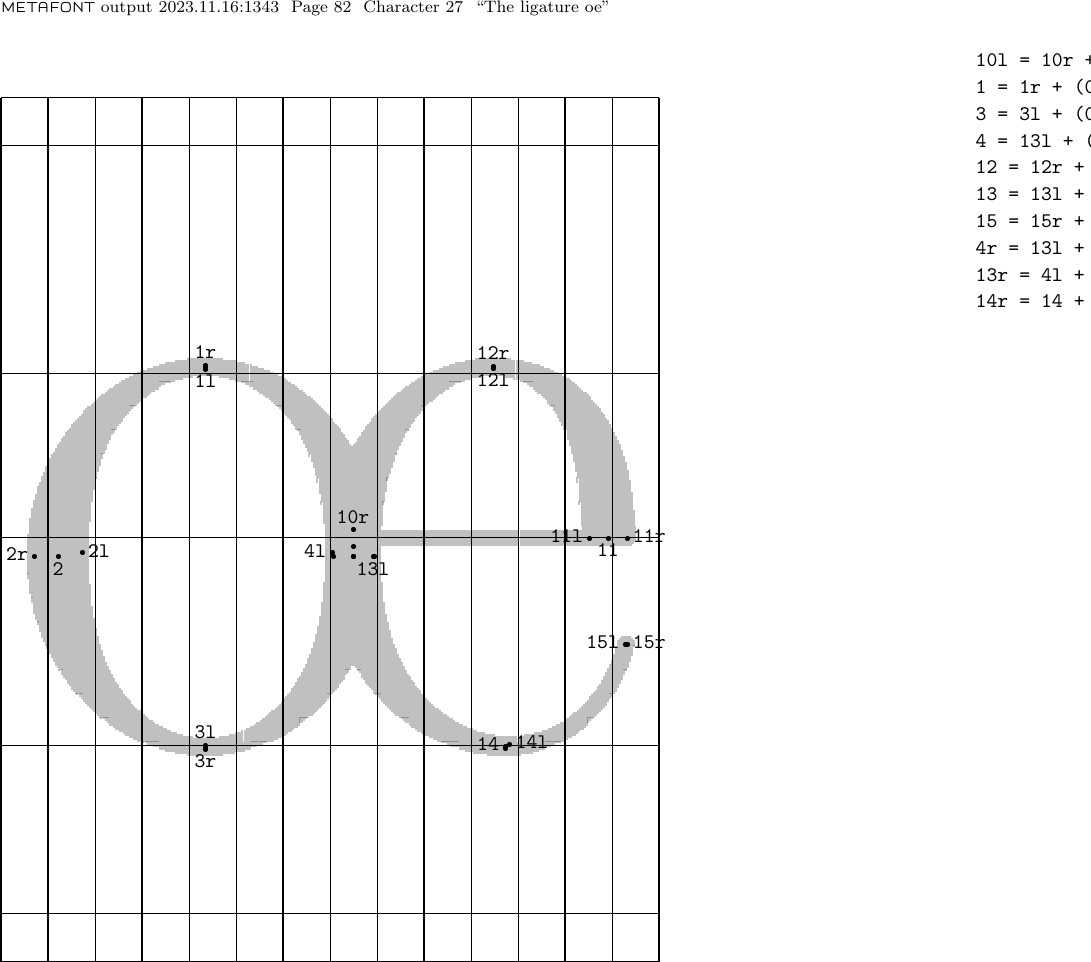 METAFONT output 2023.11.16:1343 Page 82 Character 27 “The ligature oe”
10l = 10r +
1 = 1r + (0
3 = 3l + (0
4 = 13l + (
12 = 12r +
13 = 13l +
15 = 15r +
4r = 13l +
13r = 4l +
14r = 14 +
1r 12r
1l 12l
10r
2r 2l 4l 11l 11r
2 13l 11
15l 15r
3l 14 14l
3r